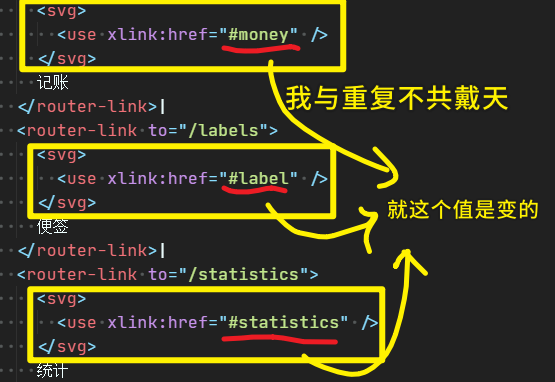 <svg>
<use xlink:href="#money" />
</svg>
记账
</router-link>|
我与重复不共戴天
<router-link to="/labels">
<svg>
<use xlink:href="#label" />
</svg>
就这个值是变的
便签
</router-link>|
<router-link to="/statistics">
<svg>
<use xlink:href="#statistics" />
</svg>
统计